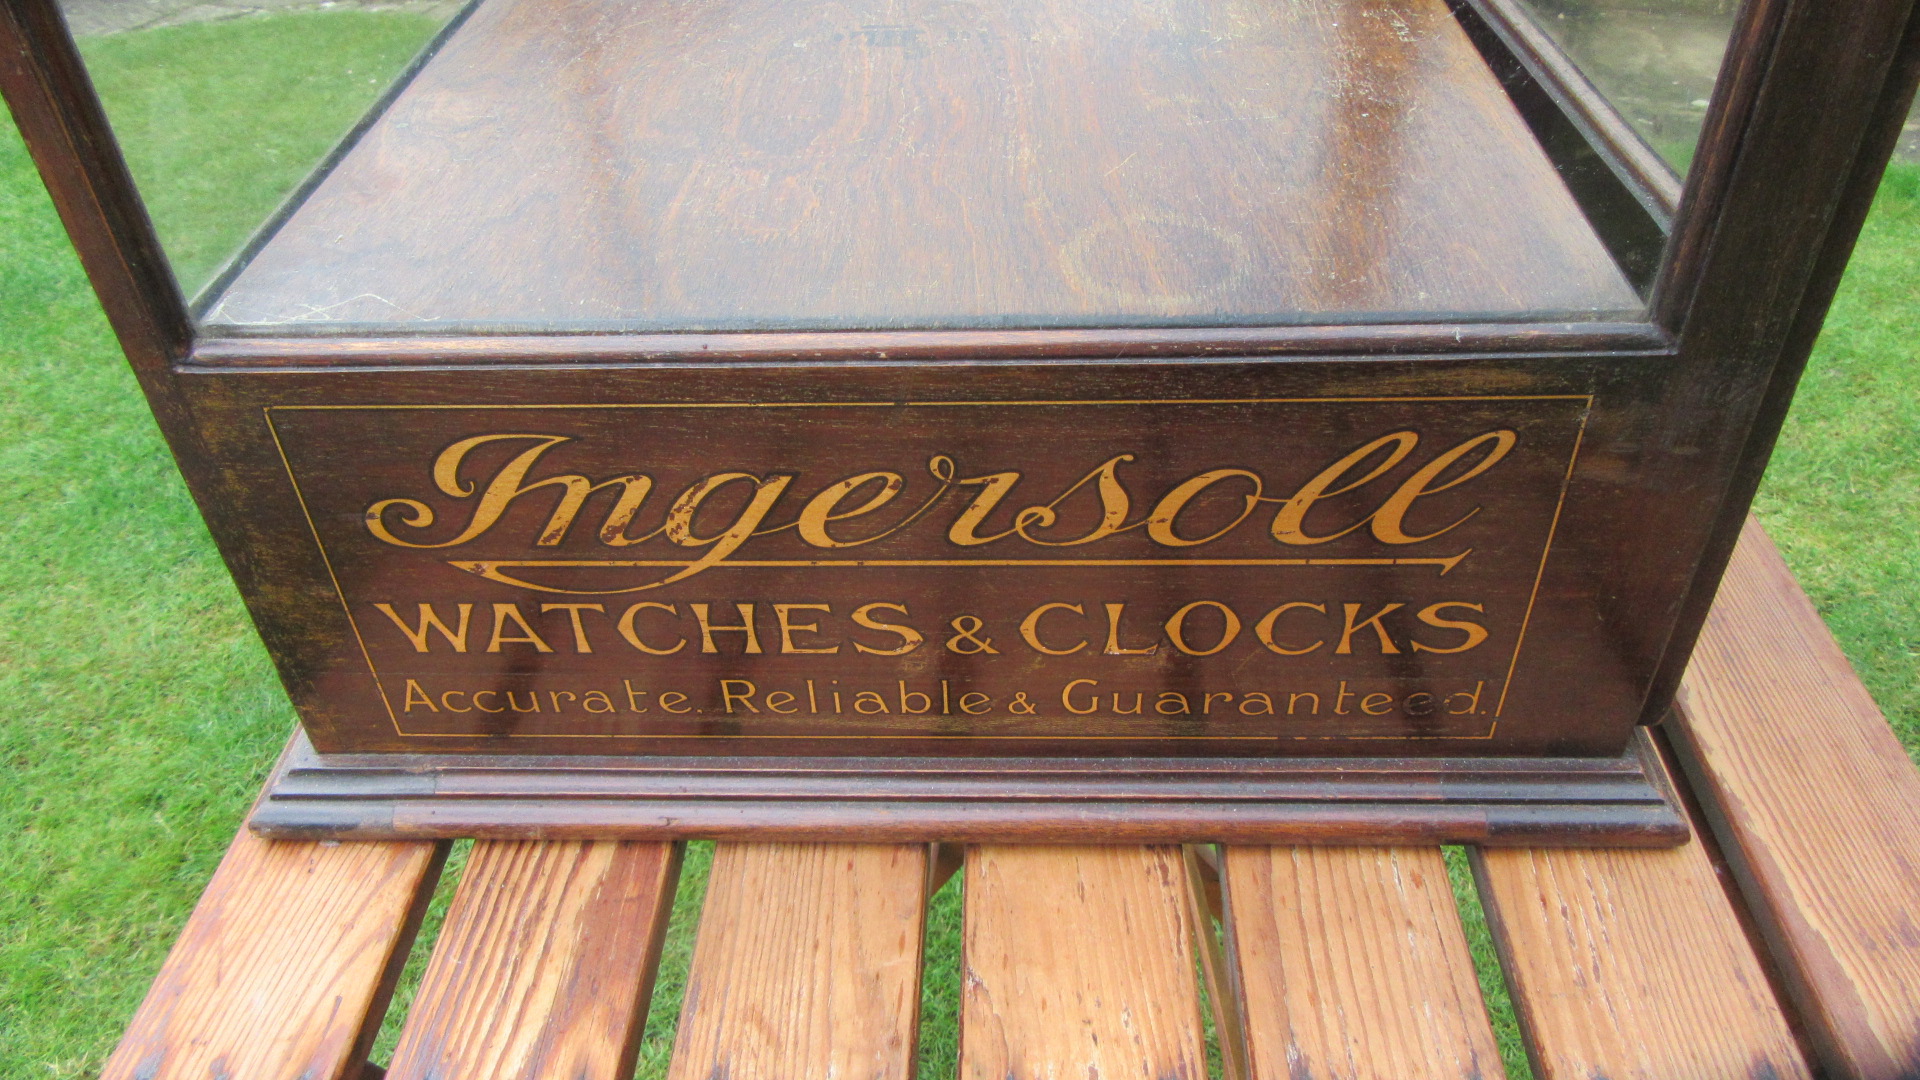 Ingersoll
WATCHES & CLOCKS
Accurate. Reliable & Guaranteed.